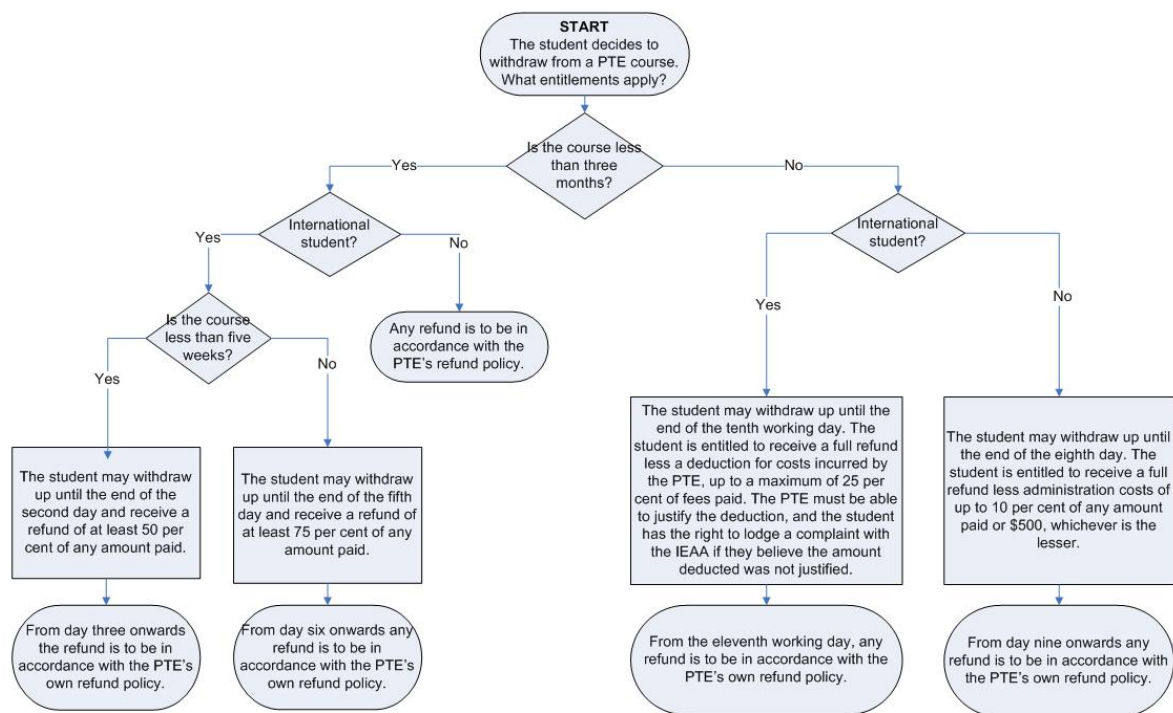 START
The student decides to
withdraw from a PTE course.
What entitlements apply?
Is the course less
than three
months?
Yes
No
International
student?
International
student?
Yes
No
Yes
No
Is the course
less than five
weeks?
Any refund is to be in
accordance with the
PTE's refund policy.
Yes
No
The student may withdraw
up until the end of the
second day and receive a
refund of at least 50 per
cent of any amount paid.
The student may withdraw
up until the end of the fifth
day and receive a refund of
at least 75 per cent of any
amount paid.
The student may withdraw up until the
end of the tenth working day. The
student is entitled to receive a full refund
less a deduction for costs incurred by
the PTE, up to a maximum of 25 per
cent of fees paid. The PTE must be able
to justify the deduction, and the student
has the right to lodge a complaint with
the IEAA if they believe the amount
deducted was not justified.
The student may withdraw up until
the end of the eighth day. The
student is entitled to receive a full
refund less administration costs of
up to 10 per cent of any amount
paid or $500, whichever is the
lesser.
From day three onwards
the refund is to be in
accordance with the PTE's
own refund policy.
From day six onwards any
refund is to be in
accordance with the PTE's
own refund policy.
From the eleventh working day, any
refund is to be in accordance with the
PTE's own refund policy.
From day nine onwards any
refund is to be in accordance with
the PTE's own refund policy.